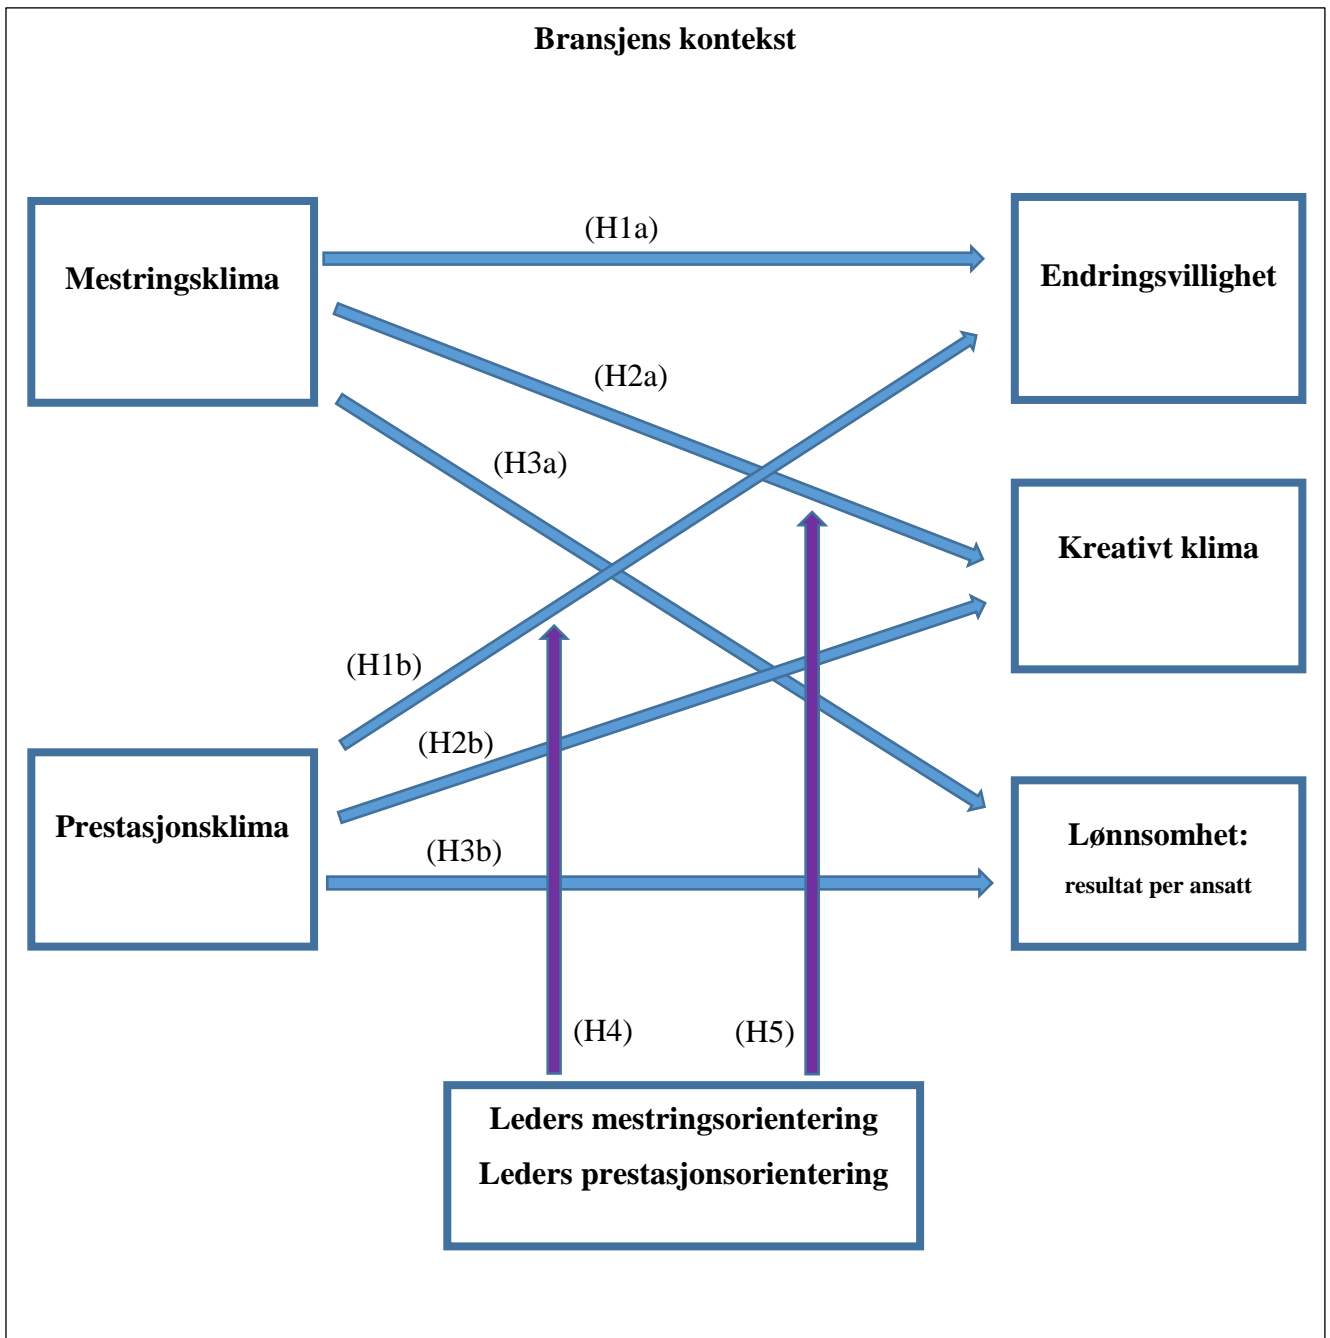 Bransjens kontekst
(H1a)
Mestringsklima
Endringsvillighet
(H2a)
(H3a)
Kreativt klima
(H1b)
(H2b)
Prestasjonsklima
(H3b)
Lønnsomhet:
resultat per ansatt
(H4)
(H5)
Leders mestringsorientering
Leders prestasjonsorientering